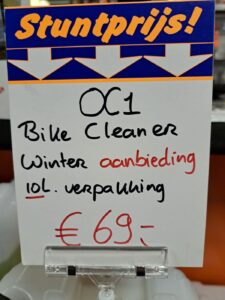 Stuntprijs!
OC1
Bike Cleaner
Winter aanbieding
10L. verpakking
€ 69,-